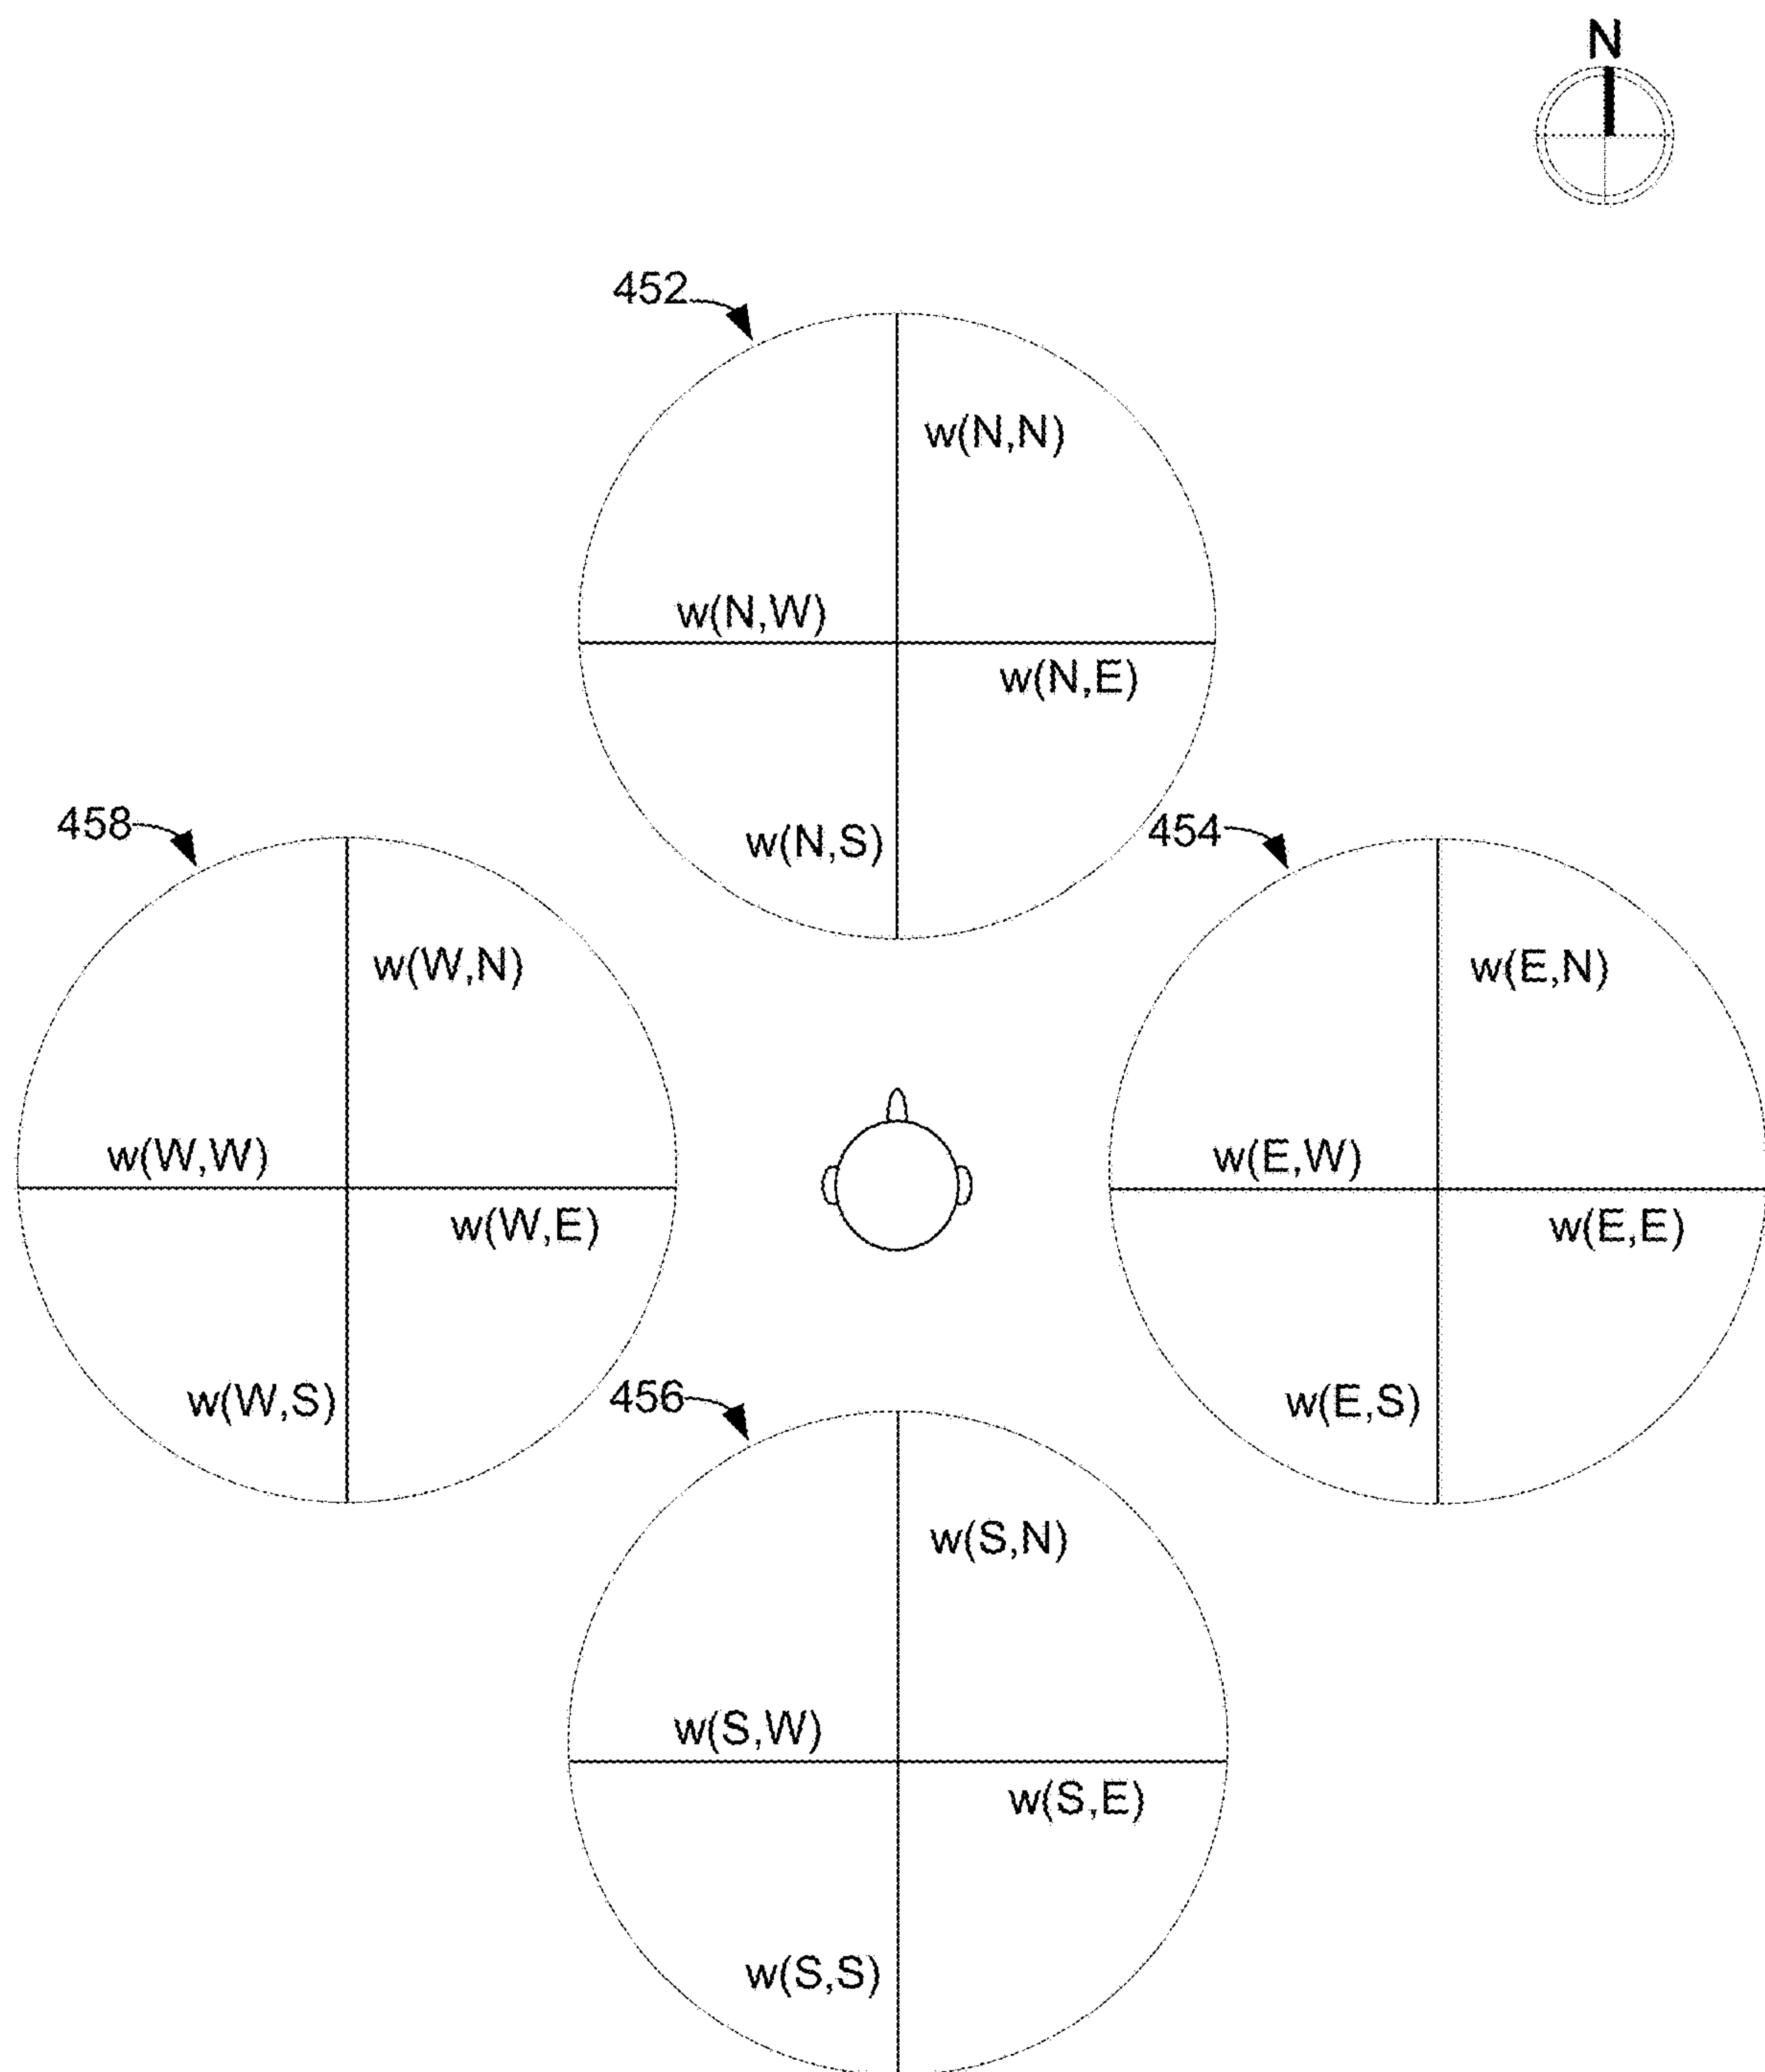 N
452
w(N,N)
w(N,W)
w(N,E)
w(N,S)
458
454
w(W,N)
w(E,N)
w(W,W)
w(E,W)
w(W,E)
w(E,E)
w(W,S)
456
w(E,S)
w(S,N)
w(S,W)
w(S,E)
w(S,S)